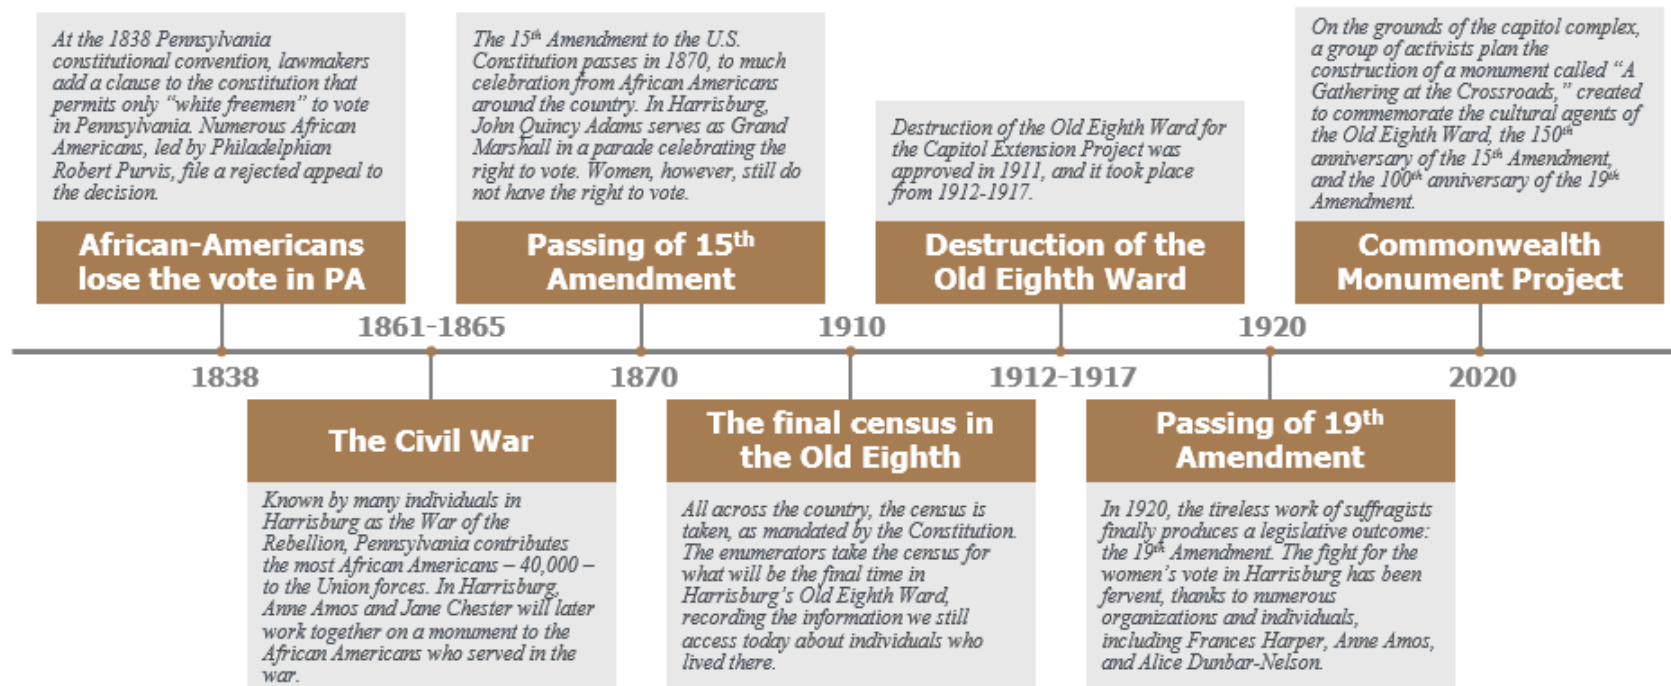 At the 1838 Pennsylvania
constitutional convention, lawmakers
add a clause to the constitution that
permits only “white freemen” to vote
in Pennsylvania. Numerous African
Americans, led by Philadelphian
Robert Purvis, file a rejected appeal to
the decision.
African-Americans
lose the vote in PA
1838
1861-1865
The Civil War
Known by many individuals in
Harrisburg as the War of the
Rebellion, Pennsylvania contributes
the most African Americans – 40,000 –
to the Union forces. In Harrisburg,
Anne Amos and Jane Chester will later
work together on a monument to the
African Americans who served in the
war.
The 15th Amendment to the U.S.
Constitution passes in 1870, to much
celebration from African Americans
around the country. In Harrisburg,
John Quincy Adams serves as Grand
Marshall in a parade celebrating the
right to vote. Women, however, still do
not have the right to vote.
Passing of 15th
Amendment
1870
1910
The final census in
the Old Eighth
All across the country, the census is
taken, as mandated by the Constitution.
The enumerators take the census for
what will be the final time in
Harrisburg’s Old Eighth Ward,
recording the information we still
access today about individuals who
lived there.
Destruction of the Old Eighth Ward for
the Capitol Extension Project was
approved in 1911, and it took place
from 1912-1917.
Destruction of the
Old Eighth Ward
1912-1917
1920
Passing of 19th
Amendment
In 1920, the tireless work of suffragists
finally produces a legislative outcome:
the 19th Amendment. The fight for the
women’s vote in Harrisburg has been
fervent, thanks to numerous
organizations and individuals,
including Frances Harper, Anne Amos,
and Alice Dunbar-Nelson.
On the grounds of the capitol complex,
a group of activists plan the
construction of a monument called “A
Gathering at the Crossroads,” created
to commemorate the cultural agents of
the Old Eighth Ward, the 150th
anniversary of the 15th Amendment,
and the 100th anniversary of the 19th
Amendment.
Commonwealth
Monument Project
2020